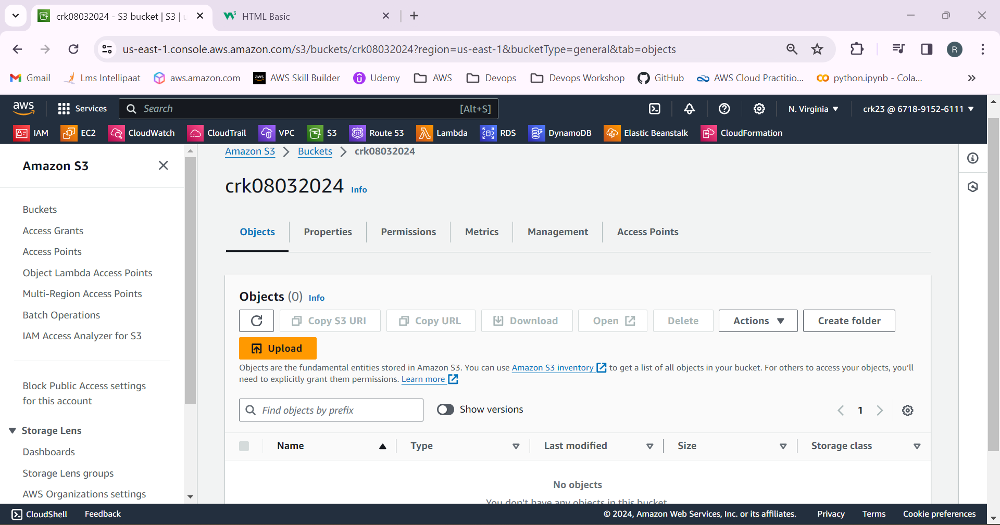 crk08032024 - S3 bucket | S3 |
HTML Basic
us-east-1.console.aws.amazon.com/s3/buckets/crk08032024?region=us-east-1&bucketType=general&tab=objects
R
Gmail
Lms Intellipaat
aws.amazon.com
aws
AWS Skill Builder
Udemy
AWS
Devops
Devops Workshop
GitHub
AWS Cloud Practitio...
python.ipynb - Cola...
aws
Services
Search
[Alt+S]
N. Virginia
crk23 @ 6718-9152-6111
IAM
EC2
CloudWatch
CloudTrail
VPC
S3
Route 53
Lambda
RDS
DynamoDB
Elastic Beanstalk
CloudFormation
Amazon S3
Buckets
Access Grants
Access Points
Object Lambda Access Points
Multi-Region Access Points
Batch Operations
IAM Access Analyzer for S3
Block Public Access settings
for this account
Storage Lens
Dashboards
Storage Lens groups
AWS Organizations settings
Amazon S3 > Buckets > crk08032024
crk08032024 Info
Objects
Properties
Permissions
Metrics
Management
Access Points
Objects (0) Info
Copy S3 URI
Copy URL
Download
Open
Delete
Actions
Create folder
Upload
Objects are the fundamental entities stored in Amazon S3. You can use Amazon S3 inventory to get a list of all objects in your bucket. For others to access your objects, you'll
need to explicitly grant them permissions. Learn more
Find objects by prefix
Show versions
1
Name
Type
Last modified
Size
Storage class
No objects
You don't have any objects in this bucket
CloudShell
Feedback
© 2024, Amazon Web Services, Inc. or its affiliates.
Privacy
Terms
Cookie preferences